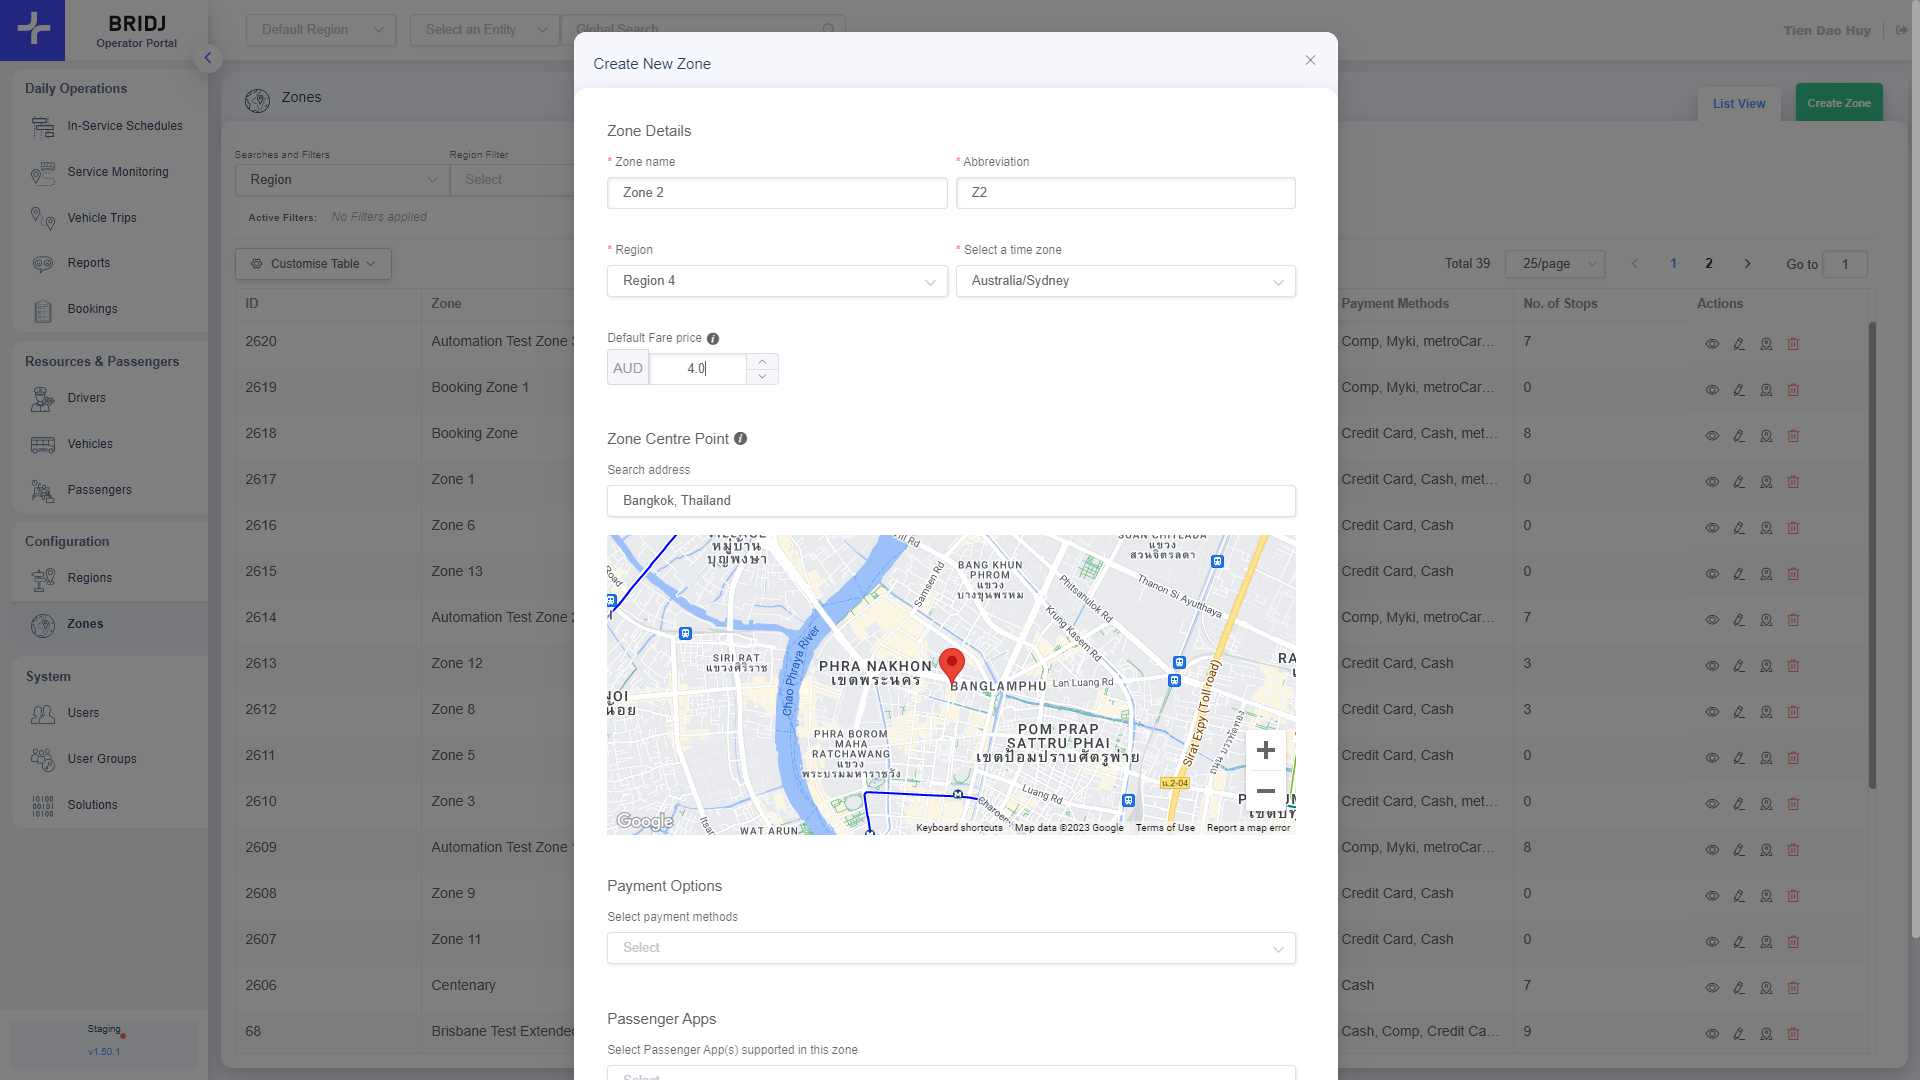 BRIDJ
Operator Portal
Default Region
Select an Entity
Global Search
Tien Dao Huy
Daily Operations
In-Service Schedules
Service Monitoring
Vehicle Trips
Reports
Bookings
Resources & Passengers
Drivers
Vehicles
Passengers
Configuration
Regions
Zones
System
Users
User Groups
Solutions
Staging
v1.50.1
Zones
List View
Create Zone
Searches and Filters
Region Filter
Region
Select
Active Filters:
No Filters applied
Customise Table
Total 39
25/page
1
2
Go to
1
ID
Zone
Payment Methods
No. of Stops
Actions
2620
Automation Test Zone 3
Comp, Myki, metroCar...
7
2619
Booking Zone 1
Comp, Myki, metroCar...
0
2618
Booking Zone
Credit Card, Cash, met...
8
2617
Zone 1
Credit Card, Cash, met...
0
2616
Zone 6
Credit Card, Cash
0
2615
Zone 13
Credit Card, Cash
0
2614
Automation Test Zone 2
Comp, Myki, metroCar...
7
2613
Zone 12
Credit Card, Cash
3
2612
Zone 8
Credit Card, Cash
3
2611
Zone 5
Credit Card, Cash
0
2610
Zone 3
Credit Card, Cash, met...
0
2609
Automation Test Zone
Comp, Myki, metroCar...
8
2608
Zone 9
Credit Card, Cash
0
2607
Zone 11
Credit Card, Cash
0
2606
Centenary
Cash
7
68
Brisbane Test Extended
Cash, Comp, Credit Ca...
9
Create New Zone
Zone Details
* Zone name
* Abbreviation
Zone 2
Z2
* Region
* Select a time zone
Region 4
Australia/Sydney
Default Fare price
AUD
4.0
Zone Centre Point
Search address
Bangkok, Thailand
VILLAGE
หมู่บ้าน
บุญพงษา
Samsen Rd
BANG KHUN
PHROM
แขวง
บางขุนพรหม
SUAN CHITLADA
แขวง
สวนจิตรลดา
Phitsanulok Rd
Thanon Si Ayutthaya
Krung Kasem Rd
Road
Chao Phraya River
SIRI RAT
แขวงศิริราช
PHRA NAKHON
เขตพระนคร
BANGLAMPHU
Lan Luang Rd
NOI
น้อย
POM PRAP
SATTRU PHAI
เขตป้อมปราบศัตรูพ่าย
Sirat Expy (Toll road)
PHRA BOROM
MAHA
RATCHAWANG
แขวง
พระบรมมหาราชวัง
น.2-04
Luang Rd
WAT ARUN
Google
Keyboard shortcuts
Map data ©2023 Google
Terms of Use
Report a map error
Payment Options
Select payment methods
Select
Passenger Apps
Select Passenger App(s) supported in this zone
Select